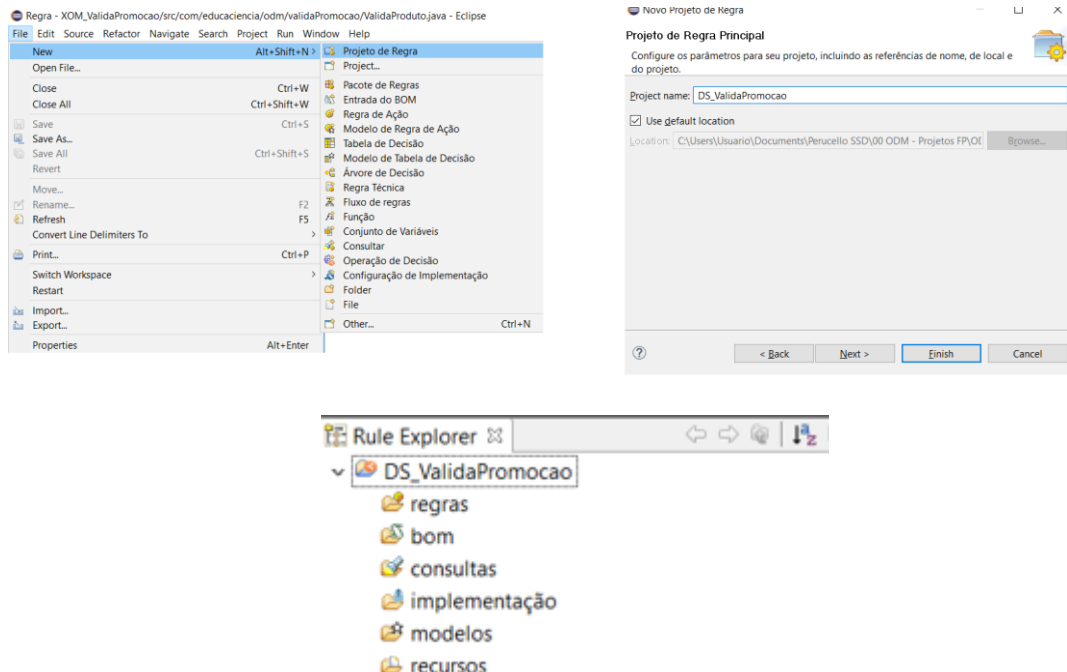 Regra - XOM_ValidaPromocao/src/com/educaciencia/odm/validaPromocao/ValidaProduto.java - Eclipse
File Edit Source Refactor Navigate Search Project Run Window Help
New Alt+Shift+N >
Open File...
Close Ctrl+W
Close All Ctrl+Shift+W
Save Ctrl+S
Save As...
Save All Ctrl+Shift+S
Revert
Move...
Rename... F2
Refresh F5
Convert Line Delimiters To >
Print... Ctrl+P
Switch Workspace >
Restart
Import...
Export...
Properties Alt+Enter
Projeto de Regra
Project...
Pacote de Regras
Entrada do BOM
Regra de Ação
Modelo de Regra de Ação
Tabela de Decisão
Modelo de Tabela de Decisão
Árvore de Decisão
Regra Técnica
Fluxo de regras
Função
Conjunto de Variáveis
Consultar
Operação de Decisão
Configuração de Implementação
Folder
File
Other... Ctrl+N
Novo Projeto de Regra
Projeto de Regra Principal
Configure os parâmetros para seu projeto, incluindo as referências de nome, de local e
do projeto.
Project name: DS_ValidaPromocao
Use default location
Location: C:\Users\Usuario\Documents\Perucello SSD\00 ODM - Projetos FP\OI Browse...
< Back Next > Finish Cancel
Rule Explorer
DS_ValidaPromocao
regras
bom
consultas
implementação
modelos
recursos